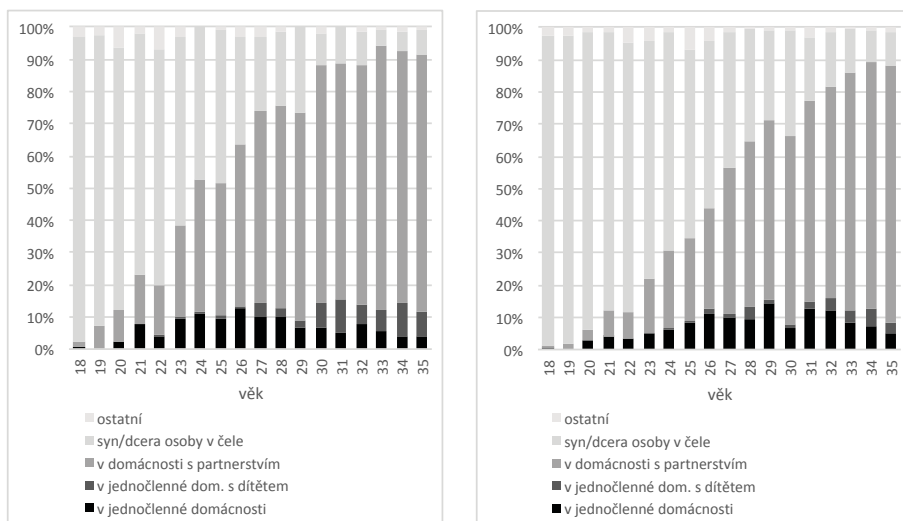 100%
90%
80%
70%
60%
50%
40%
30%
20%
10%
0%
18 19 20 21 22 23 24 25 26 27 28 29 30 31 32 33 34 35
věk
ostatní
syn/dcera osoby v čele
v domácnosti s partnerstvím
v jednočlenné dom. s dítětem
v jednočlenné domácnosti
100%
90%
80%
70%
60%
50%
40%
30%
20%
10%
0%
18 19 20 21 22 23 24 25 26 27 28 29 30 31 32 33 34 35
věk
ostatní
syn/dcera osoby v čele
v domácnosti s partnerstvím
v jednočlenné dom. s dítětem
v jednočlenné domácnosti